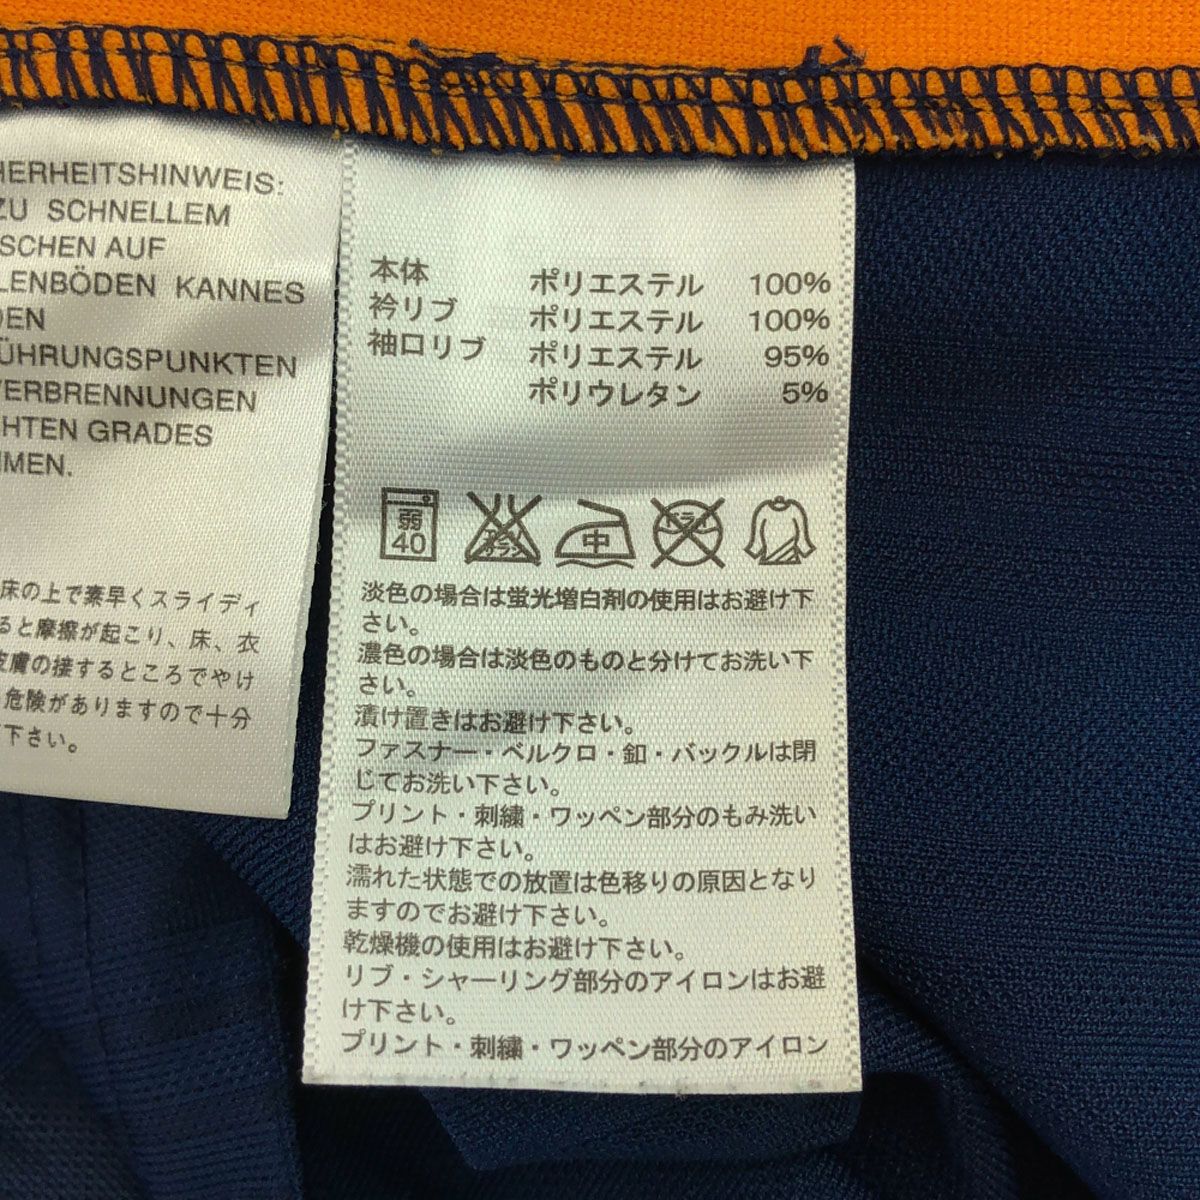 HERHEITSHINWEIS:
ZU SCHNELLEM
SCHEN AUF
LENBÖDEN KANNES
DEN
ÜHRUNGSPUNKTEN
VERBRENNUNGEN
CHTEN GRADES
MMEN.
床の上で素早くスライディ
ると摩擦が起こり、床、衣
皮膚の接するところでやけ
危険がありますので十分
下さい。
本体 ポリエステル 100%
衿リブ ポリエステル 100%
袖口リブ ポリエステル 95%
ポリウレタン 5%
弱 40 エンソ サラシ 中 ドライ
淡色の場合は蛍光増白剤の使用はお避け下
さい。
濃色の場合は淡色のものと分けてお洗い下
さい。
漬け置きはお避け下さい。
ファスナー・ベルクロ・釦・バックルは閉
じてお洗い下さい。
プリント・刺繍・ワッペン部分のもみ洗い
はお避け下さい。
濡れた状態での放置は色移りの原因となり
ますのでお避け下さい。
乾燥機の使用はお避け下さい。
リブ・シャーリング部分のアイロンはお避
け下さい。
プリント・刺繍・ワッペン部分のアイロン